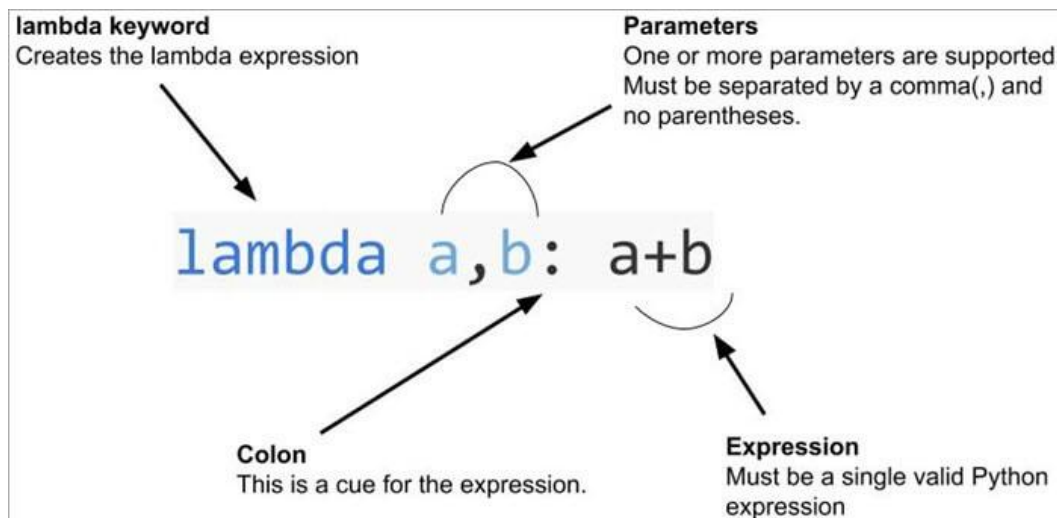 lambda keyword
Creates the lambda expression
Parameters
One or more parameters are supported
Must be separated by a comma(,) and
no parentheses.
lambda a,b: a+b
Colon
This is a cue for the expression.
Expression
Must be a single valid Python
expression